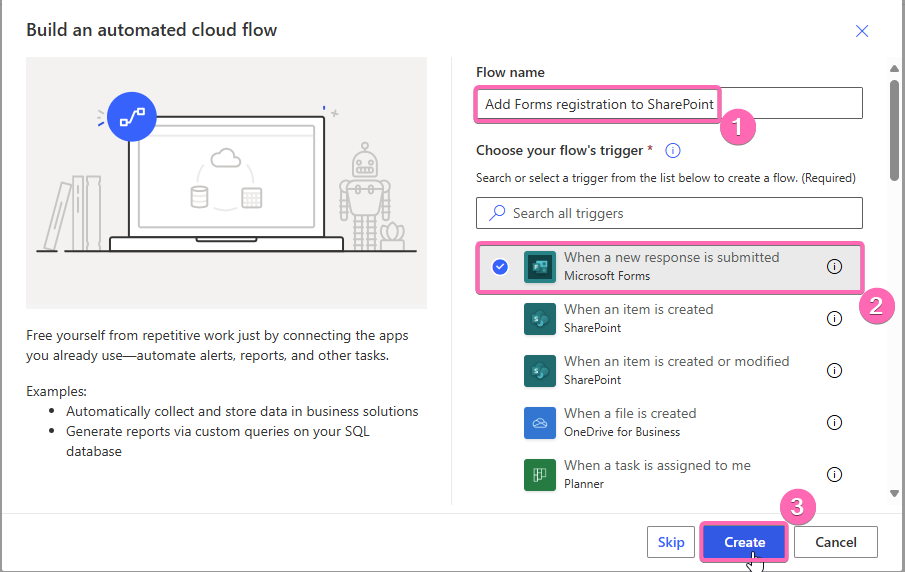 Build an automated cloud flow
Free yourself from repetitive work just by connecting the apps
you already use—automate alerts, reports, and other tasks.
Examples:
• Automatically collect and store data in business solutions
• Generate reports via custom queries on your SQL
database
Flow name
Add Forms registration to SharePoint
1
Choose your flow's trigger *
Search or select a trigger from the list below to create a flow. (Required)
Search all triggers
When a new response is submitted
Microsoft Forms
2
When an item is created
SharePoint
When an item is created or modified
SharePoint
When a file is created
OneDrive for Business
When a task is assigned to me
Planner
3
Skip Create Cancel